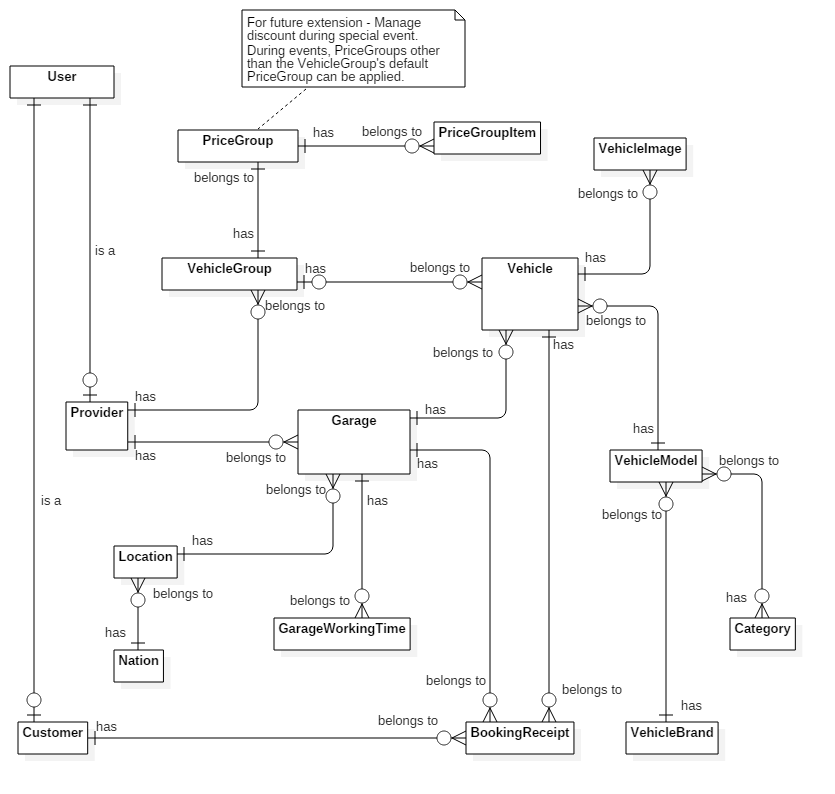 For future extension - Manage
discount during special event.
During events, PriceGroups other
than the VehicleGroup's default
PriceGroup can be applied.
User
PriceGroup
has
belongs to
PriceGroupItem
VehicleImage
belongs to
belongs to
has
is a
has
VehicleGroup
has
belongs to
Vehicle
has
belongs to
belongs to
has
belongs to
has
Provider
has
Garage
has
has
belongs to
has
VehicleModel
belongs to
has
belongs to
has
is a
belongs to
has
Location
belongs to
belongs to
has
has
Nation
GarageWorkingTime
Category
belongs to
belongs to
has
Customer
has
belongs to
BookingReceipt
VehicleBrand